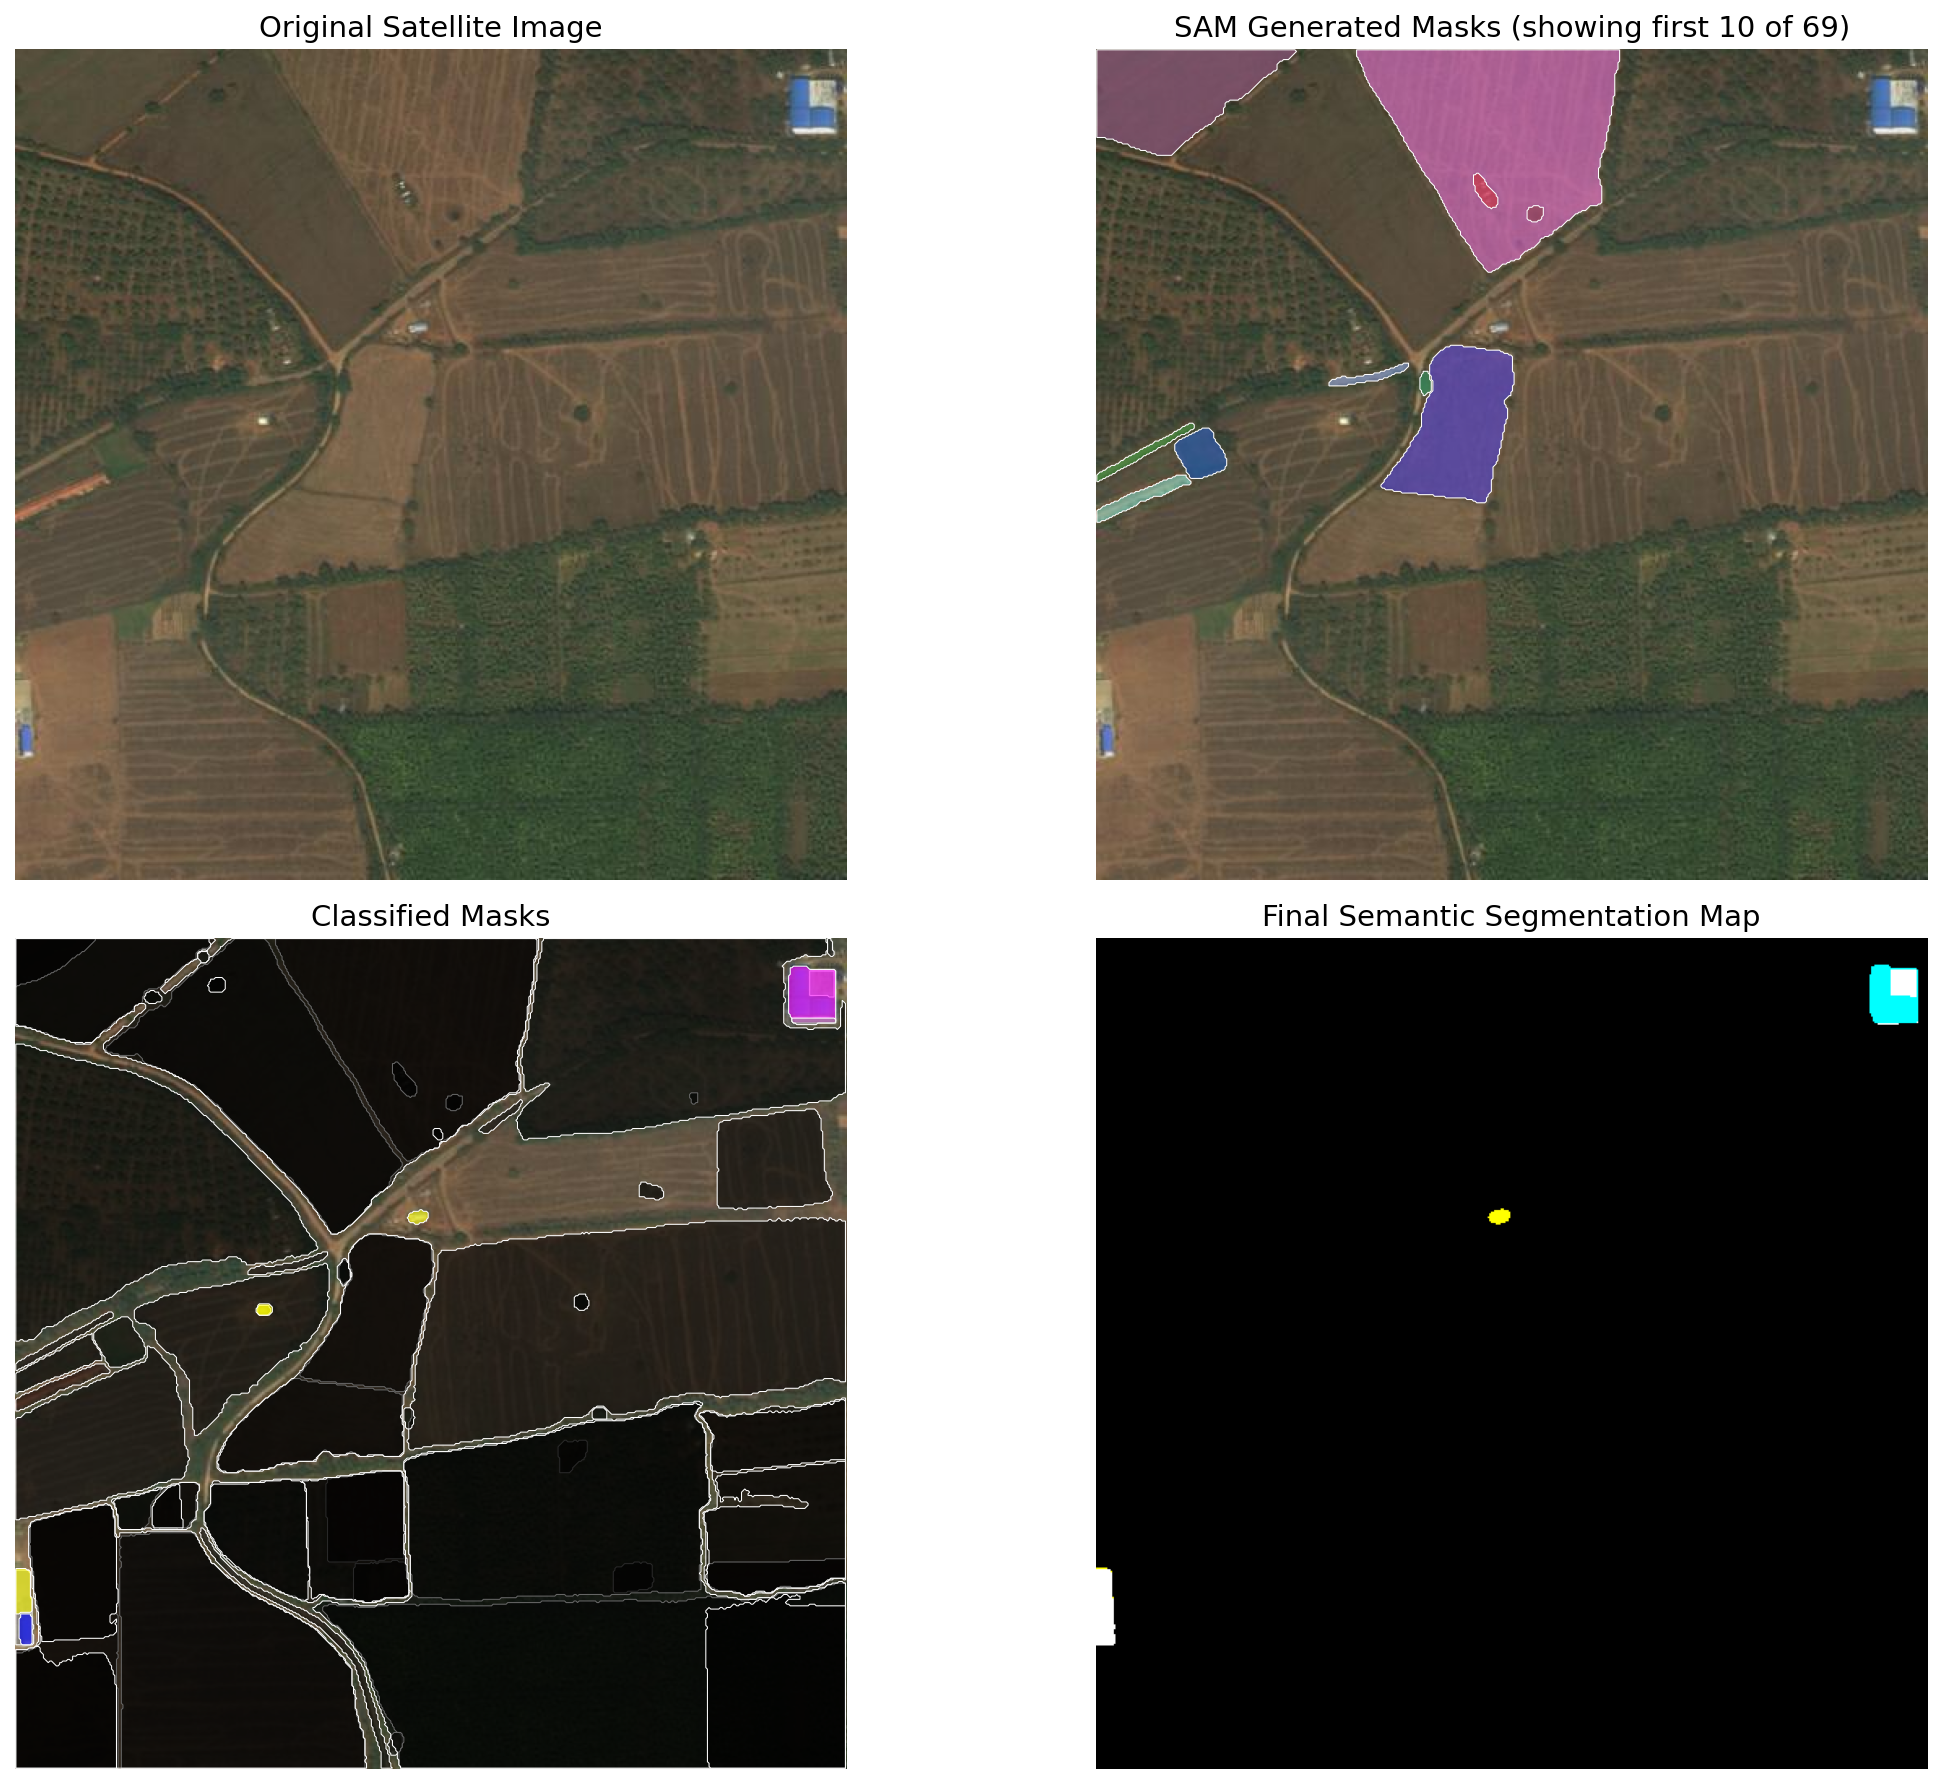 Original Satellite Image
SAM Generated Masks (showing first 10 of 69)
Classified Masks
Final Semantic Segmentation Map